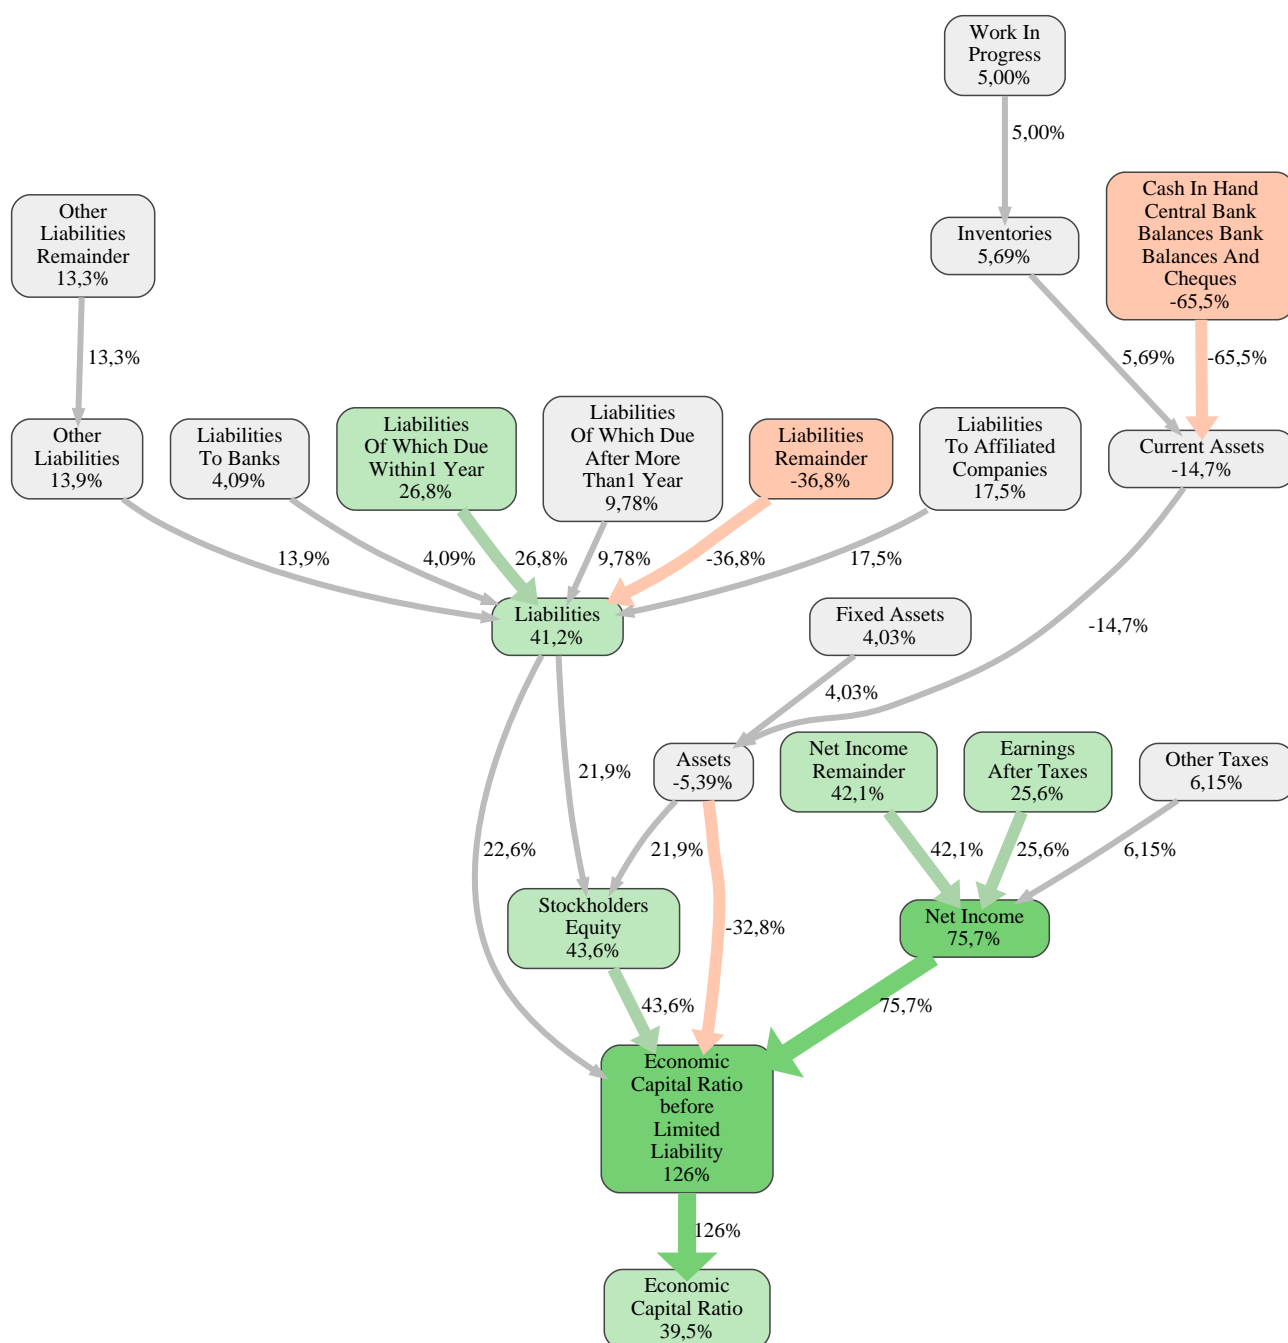 Work In
Progress
5,00%
5,00%
Other
Liabilities
Remainder
13,3%
Inventories
5,69%
Cash In Hand
Central Bank
Balances Bank
Balances And
Cheques
-65,5%
13,3%
5,69%
-65,5%
Other
Liabilities
13,9%
Liabilities
To Banks
4,09%
Liabilities
Of Which Due
Within1 Year
26,8%
Liabilities
Of Which Due
After More
Than1 Year
9,78%
Liabilities
Remainder
-36,8%
Liabilities
To Affiliated
Companies
17,5%
Current Assets
-14,7%
13,9%
4,09%
26,8%
9,78%
-36,8%
17,5%
Liabilities
41,2%
Fixed Assets
4,03%
-14,7%
4,03%
21,9%
Assets
-5,39%
Net Income
Remainder
42,1%
Earnings
After Taxes
25,6%
Other Taxes
6,15%
22,6%
21,9%
42,1%
25,6%
6,15%
Stockholders
Equity
43,6%
-32,8%
Net Income
75,7%
43,6%
75,7%
Economic
Capital Ratio
before
Limited
Liability
126%
126%
Economic
Capital Ratio
39,5%